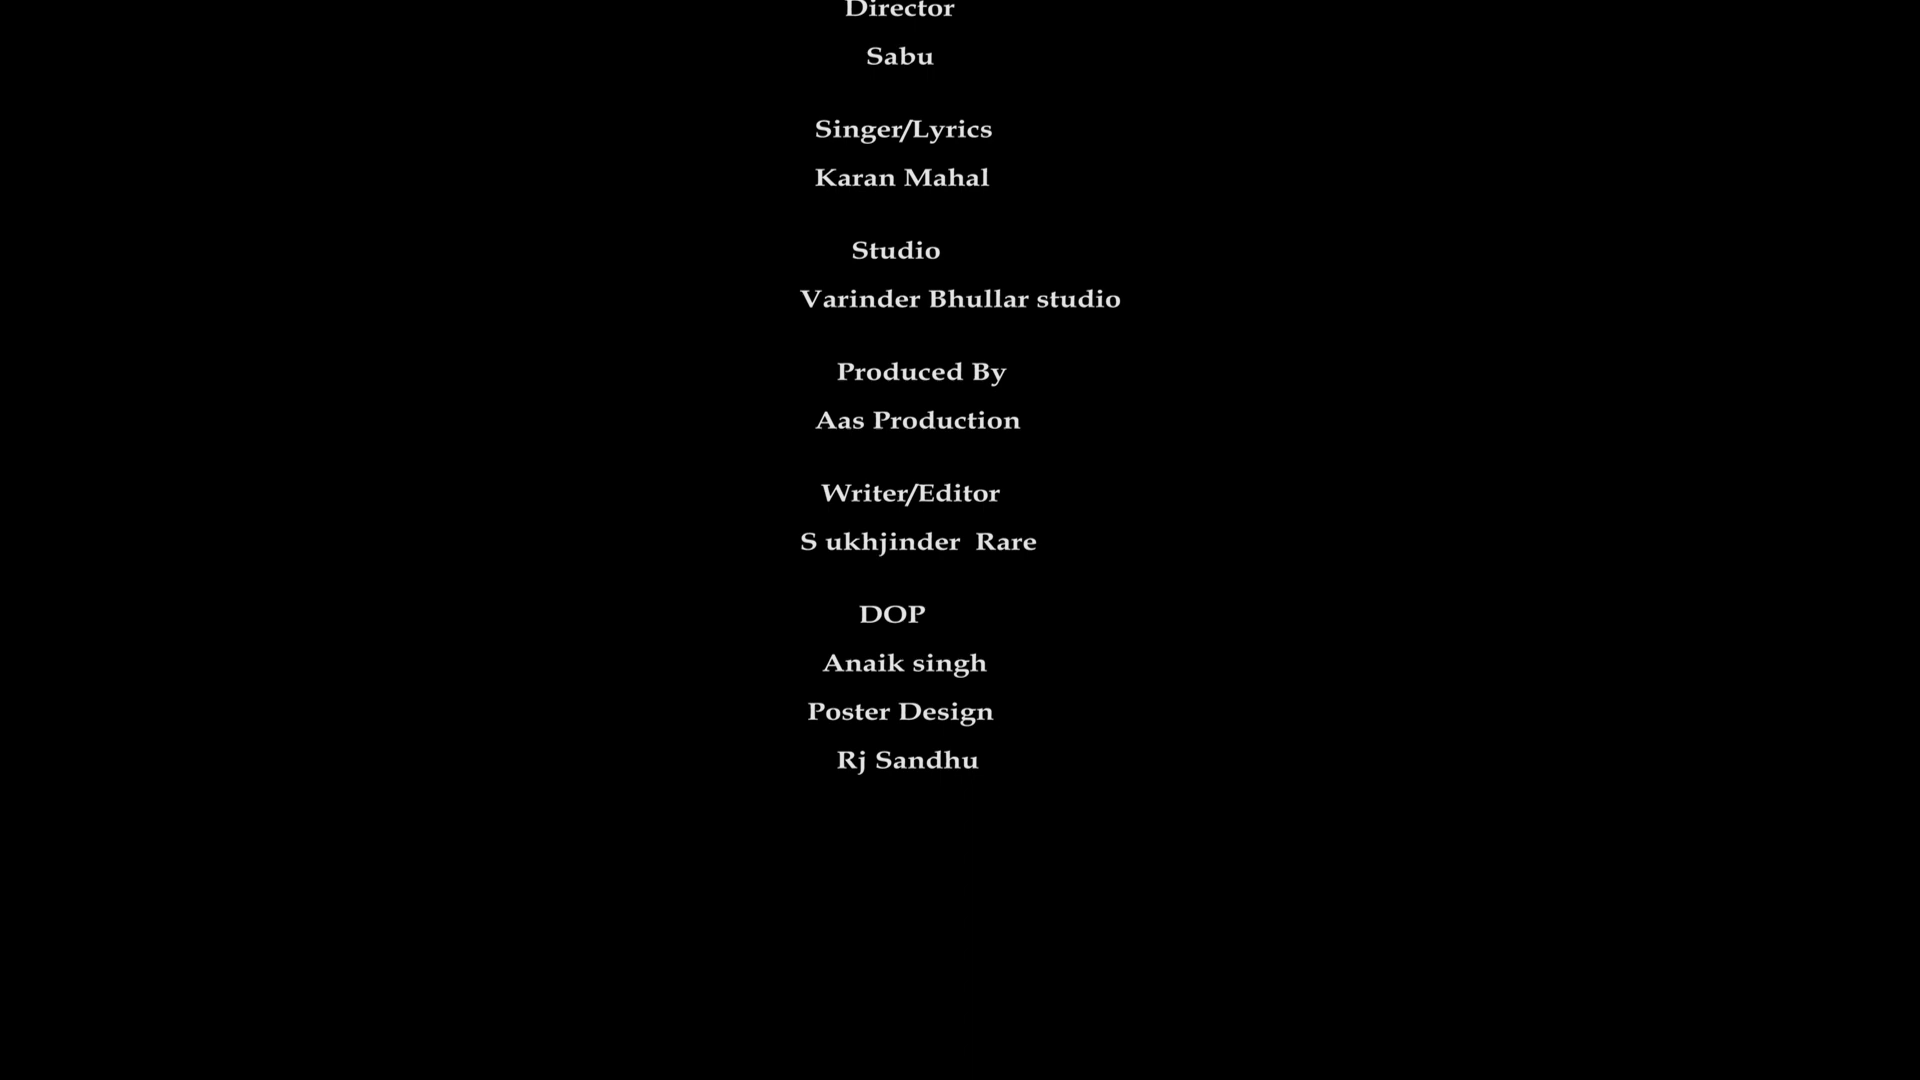 Director
Sabu
Singer/Lyrics
Karan Mahal
Studio
Varinder Bhullar studio
Produced By
Aas Production
Writer/Editor
S ukhjinder  Rare
DOP
Anaik singh
Poster Design
Rj Sandhu